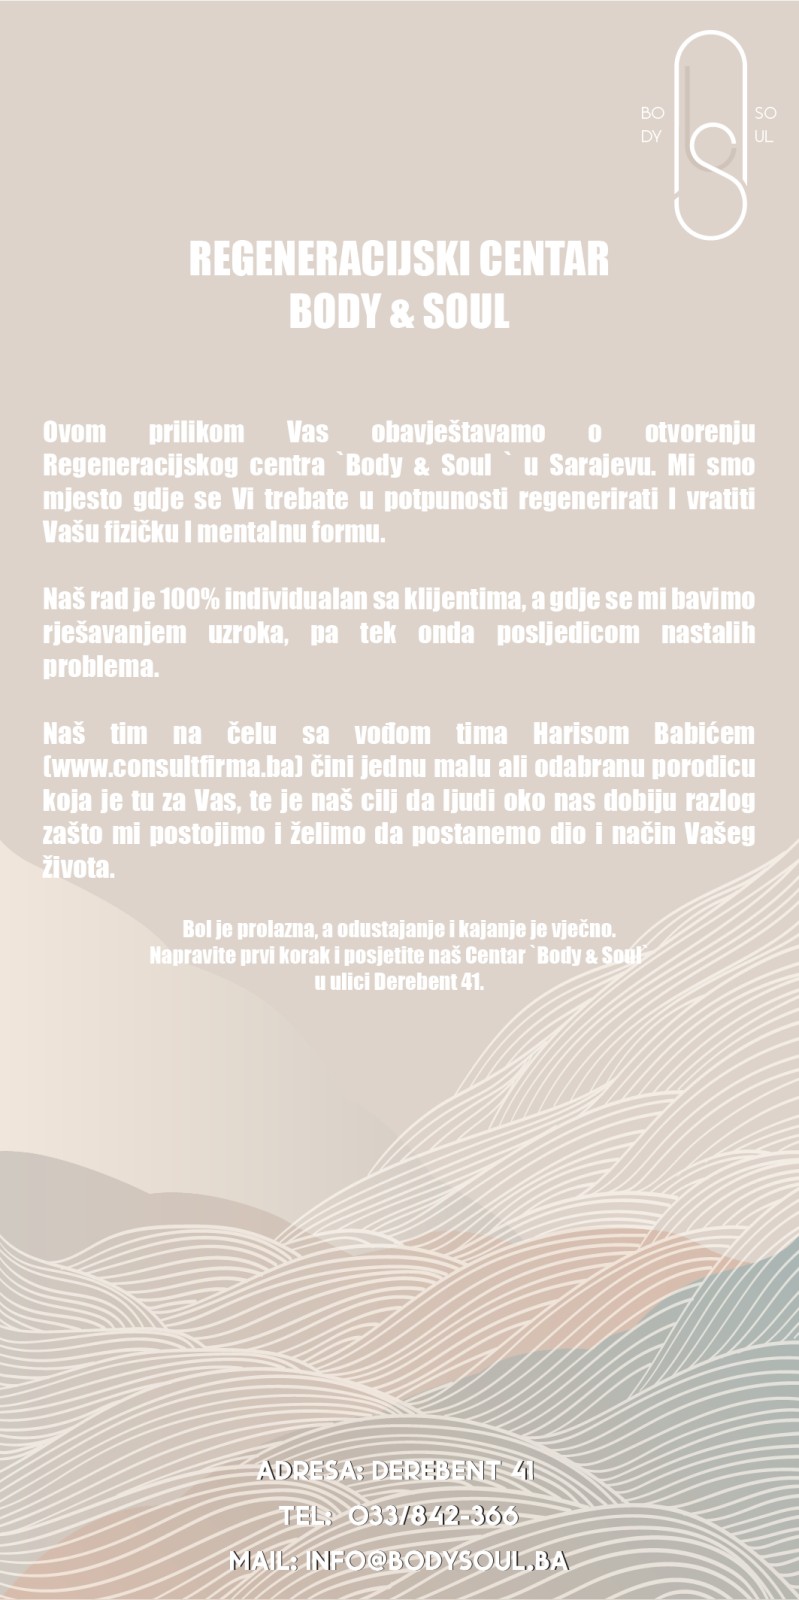 BO SO
DY UL
REGENERACIJSKI CENTAR
BODY & SOUL
Ovom prilikom Vas obavještavamo o otvorenju
Regeneracijskog centra `Body & Soul ` u Sarajevu. Mi smo
mjesto gdje se Vi trebate u potpunosti regenerirati I vratiti
Vašu fizičku I mentalnu formu.
Naš rad je 100% individualan sa klijentima, a gdje se mi bavimo
rješavanjem uzroka, pa tek onda posljedicom nastalih
problema.
Naš tim na čelu sa vođom tima Harisom Babićem
(www.consultfirma.ba) čini jednu malu ali odabranu porodicu
koja je tu za Vas, te je naš cilj da ljudi oko nas dobiju razlog
zašto mi postojimo i želimo da postanemo dio i način Vašeg
života.
Bol je prolazna, a odustajanje i kajanje je vječno.
Napravite prvi korak i posjetite naš Centar `Body & Soul`
u ulici Derebent 41.
ADRESA: DEREBENT 41
TEL: 033/842-366
MAIL: INFO@BODYSOUL.BA